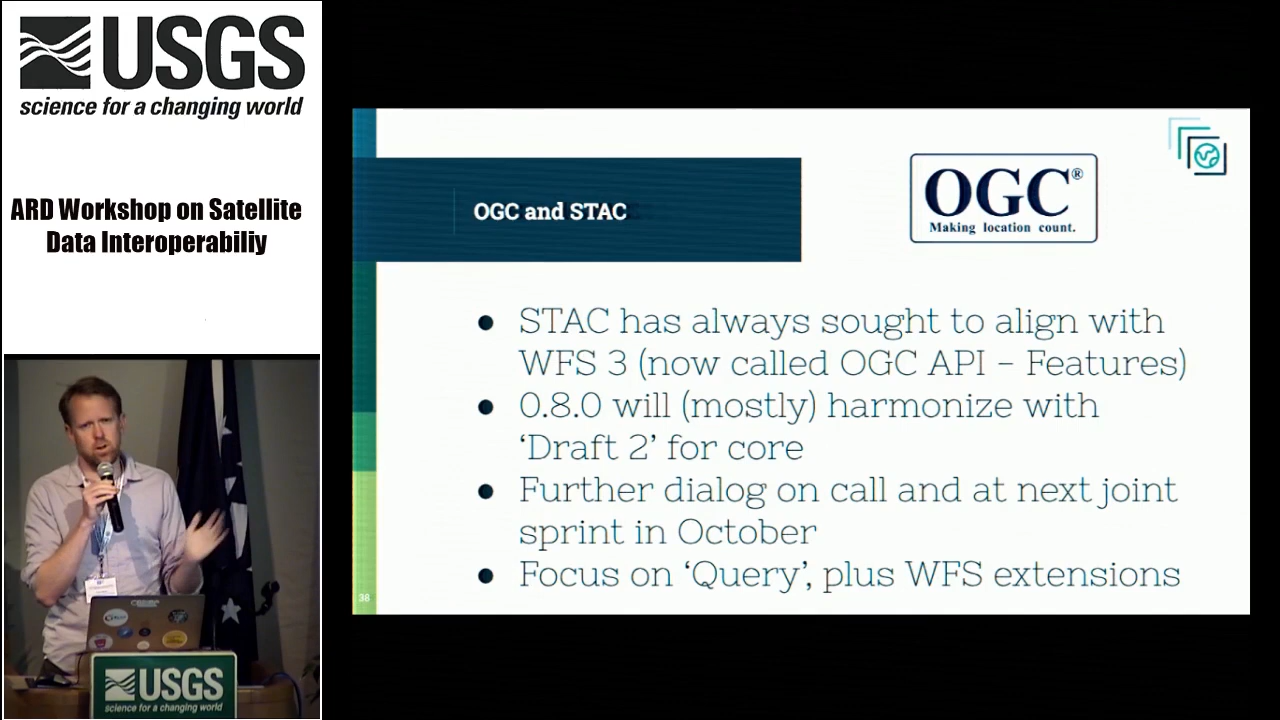 USGS
science for a changing world
ARD Workshop on Satellite
Data Interoperabiliy
OGC and STAC
OGC®
Making location count.
● STAC has always sought to align with
WFS 3 (now called OGC API – Features)
● 0.8.0 will (mostly) harmonize with
‘Draft 2’ for core
● Further dialog on call and at next joint
sprint in October
● Focus on ‘Query’, plus WFS extensions
38
USGS
science for a changing world